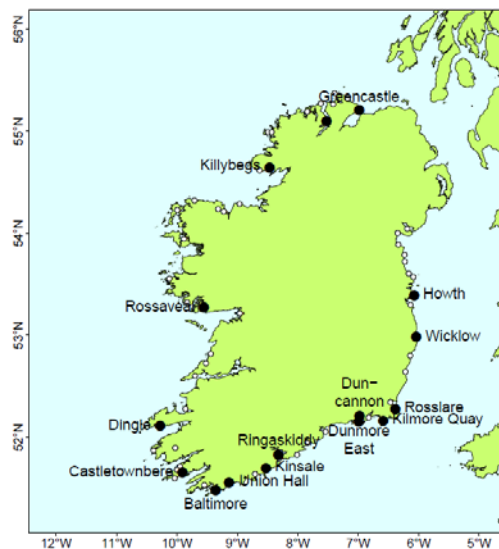 56°N
Greencastle
55°N
Killybegs
54°N
Howth
Rossaveal
53°N
Wicklow
Dun-
cannon
Rosslare
Kilmore Quay
Dingle
52°N
Ringaskiddy
Dunmore
East
Castletownbere
Kinsale
Union Hall
Baltimore
12°W 10°W 9°W 8°W 7°W 6°W 5°W